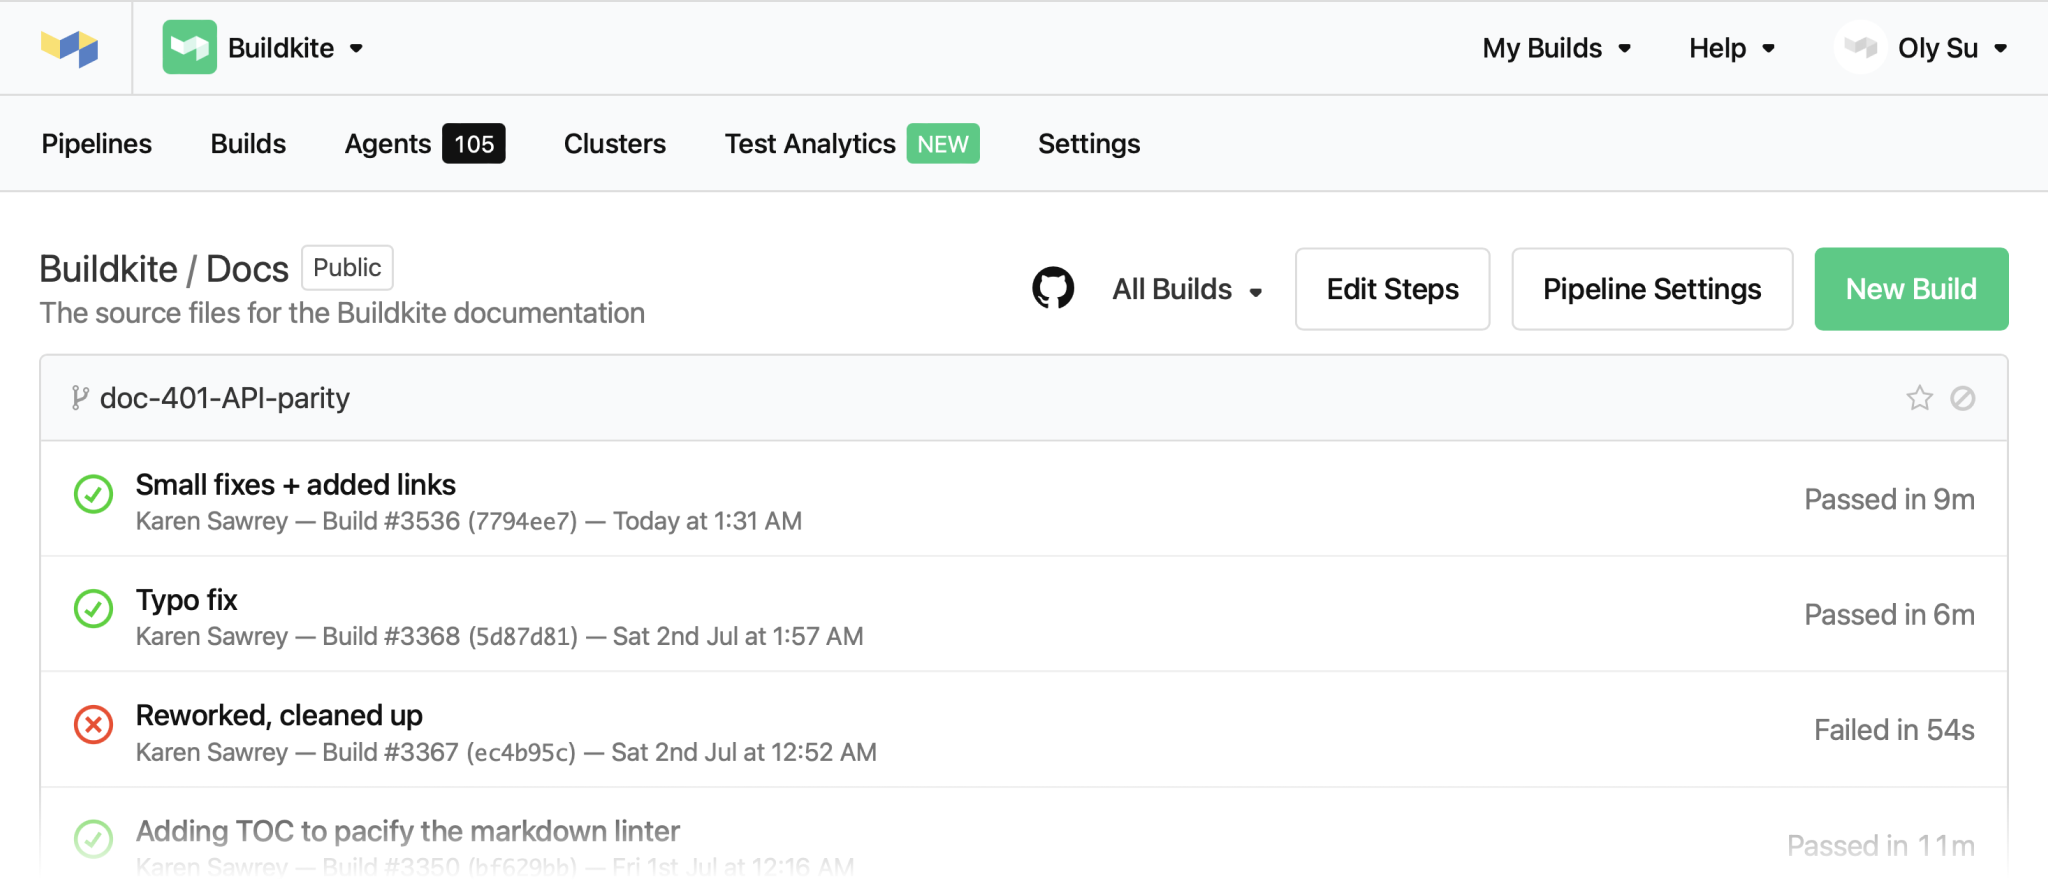 Buildkite
My Builds
Help
Oly Su
Pipelines
Builds
Agents 105
Clusters
Test Analytics NEW
Settings
Buildkite / Docs Public
The source files for the Buildkite documentation
All Builds
Edit Steps
Pipeline Settings
New Build
doc-401-API-parity
Small fixes + added links
Karen Sawrey — Build #3536 (7794ee7) — Today at 1:31 AM
Passed in 9m
Typo fix
Karen Sawrey — Build #3368 (5d87d81) — Sat 2nd Jul at 1:57 AM
Passed in 6m
Reworked, cleaned up
Karen Sawrey — Build #3367 (ec4b95c) — Sat 2nd Jul at 12:52 AM
Failed in 54s
Adding TOC to pacify the markdown linter
Karen Sawrey — Build #3350 (bf629bb) — Fri 1st Jul at 12:16 AM
Passed in 11m